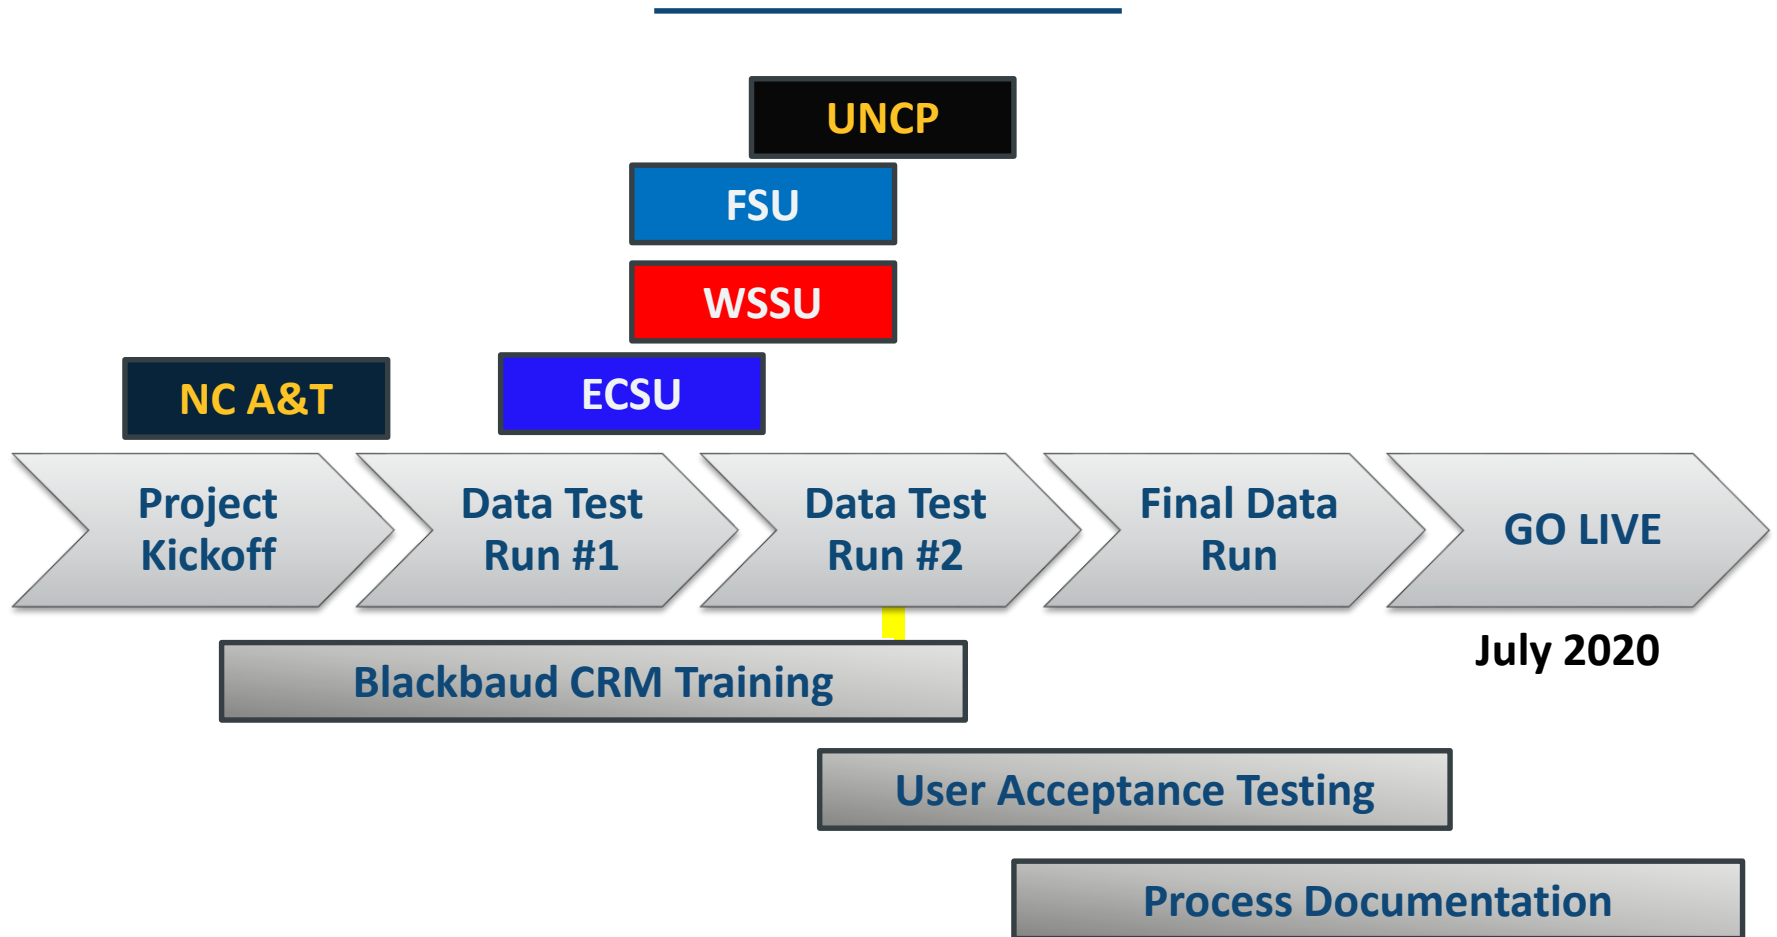 UNCP
FSU
WSSU
NC A&T
ECSU
Project
Kickoff
Data Test
Run #1
Data Test
Run #2
Final Data
Run
GO LIVE
July 2020
Blackbaud CRM Training
User Acceptance Testing
Process Documentation